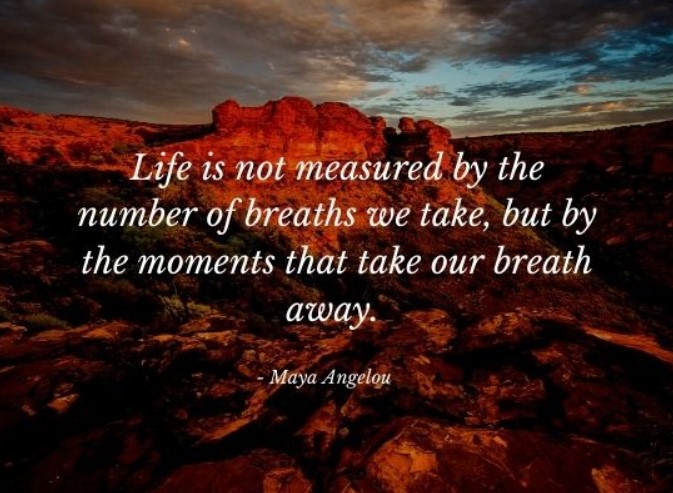 Life is not measured by the
number of breaths we take, but by
the moments that take our breath
away.
- Maya Angelou